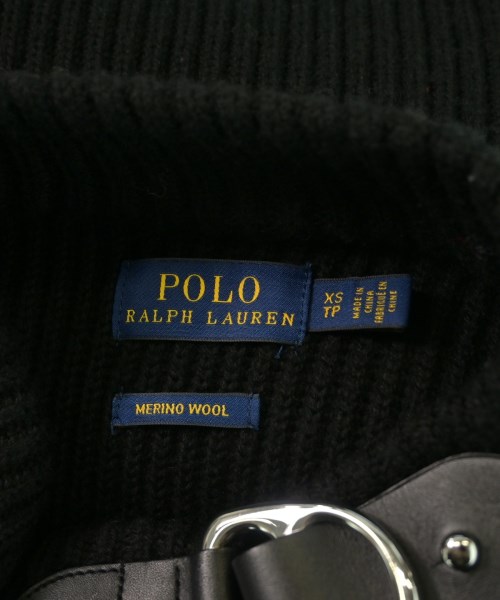 POLO
RALPH LAUREN
XS
TP
MADE IN
CHINA
FABRIQUÉ EN
CHINE
MERINO WOOL